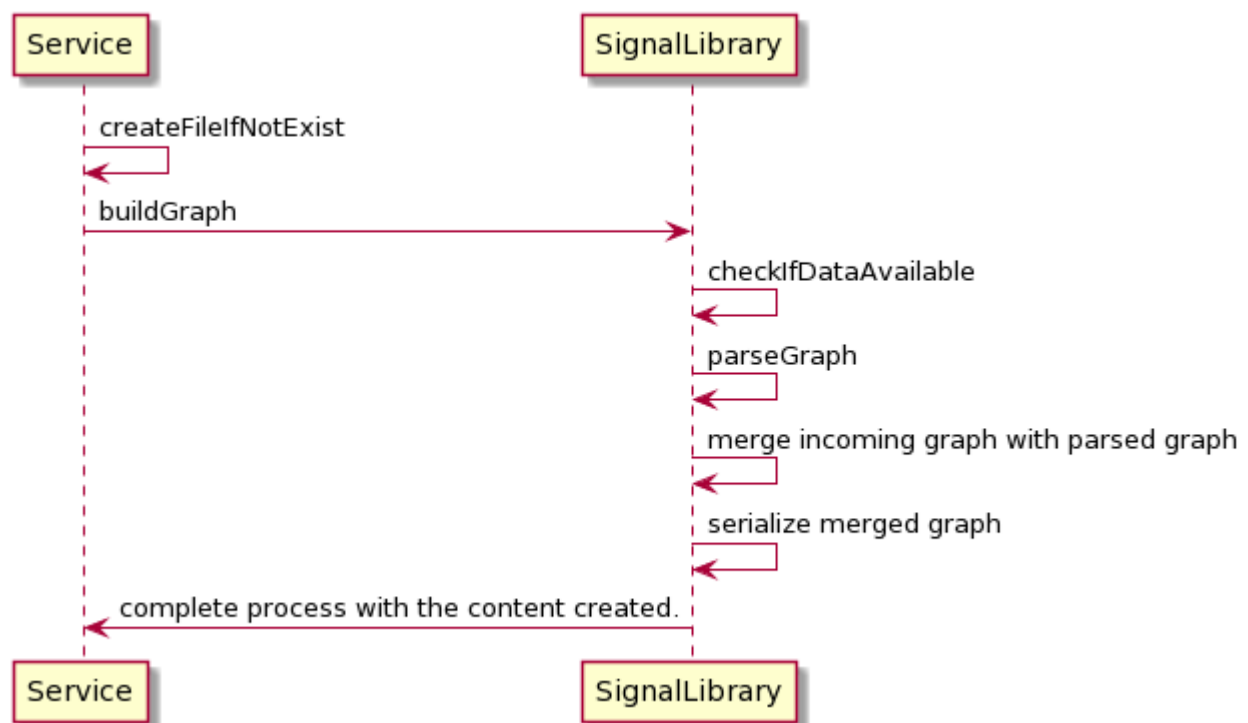 Service
SignalLibrary
createFileIfNotExist
buildGraph
checkIfDataAvailable
parseGraph
merge incoming graph with parsed graph
serialize merged graph
complete process with the content created.
Service
SignalLibrary